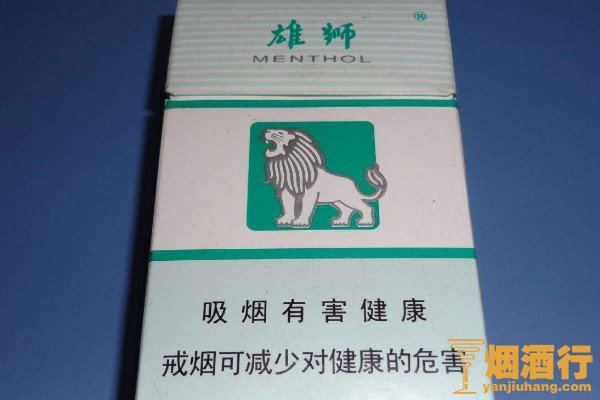 雄狮®
MENTHOL
吸烟有害健康
戒烟可减少对健康的危害
烟酒行
yanjiuhang.com